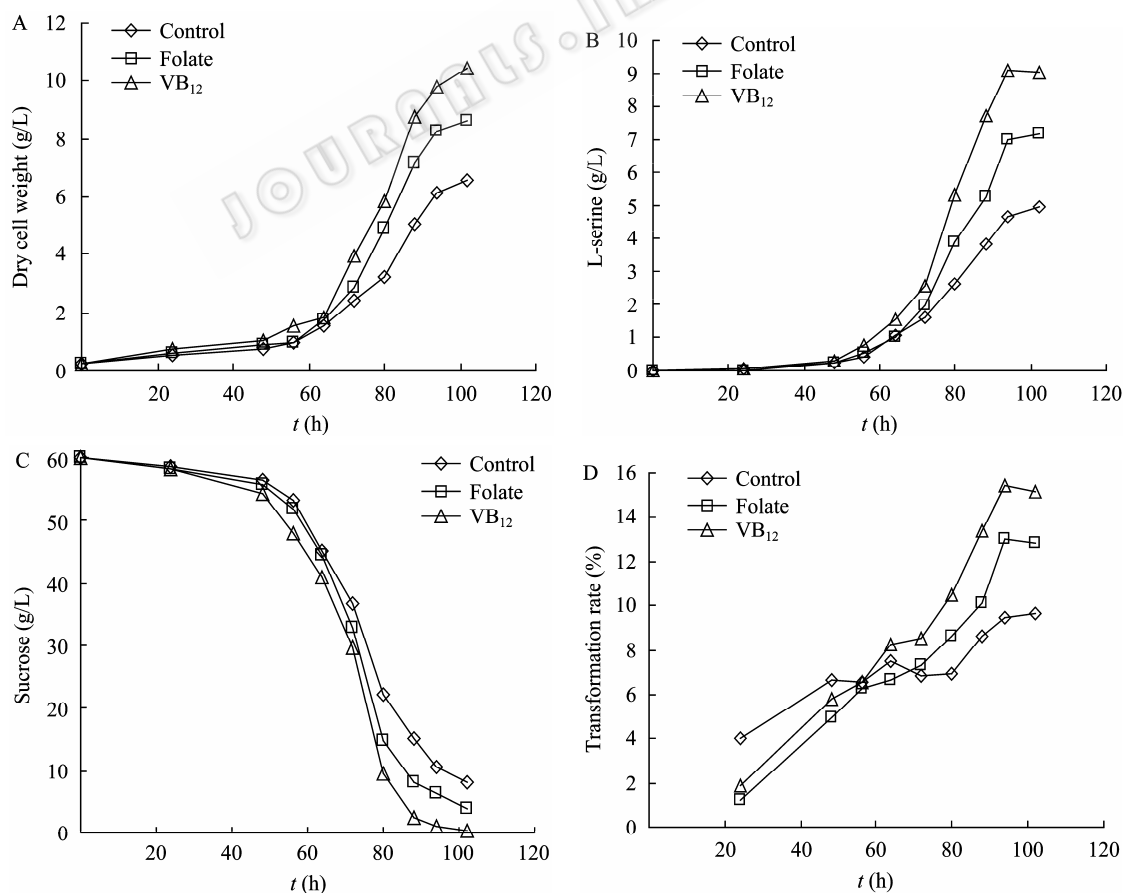 JOURNALS.I
A
Dry cell weight (g/L)
12
10
8
6
4
2
0
Control
Folate
VB12
20 40 60 80 100 120
t (h)
B
L-serine (g/L)
10
9
8
7
6
5
4
3
2
1
0
Control
Folate
VB12
20 40 60 80 100 120
t (h)
C
Sucrose (g/L)
60
50
40
30
20
10
0
Control
Folate
VB12
20 40 60 80 100 120
t (h)
D
Transformation rate (%)
16
14
12
10
8
6
4
2
0
Control
Folate
VB12
20 40 60 80 100 120
t (h)